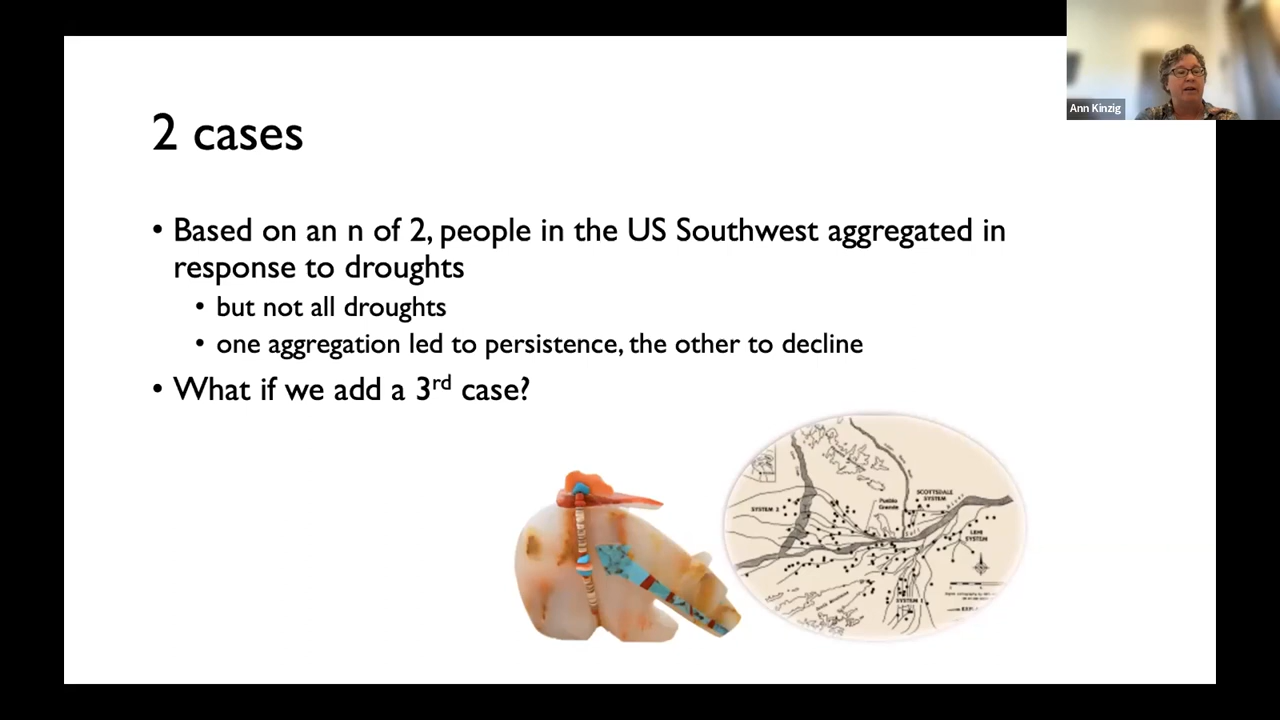 Ann Kinzig
2 cases
• Based on an n of 2, people in the US Southwest aggregated in
response to droughts
• but not all droughts
• one aggregation led to persistence, the other to decline
• What if we add a 3rd case?
SCOTTSDALE
SYSTEM
Pueblo
Grande
SYSTEM 2
LEHI
SYSTEM
SYSTEM 1